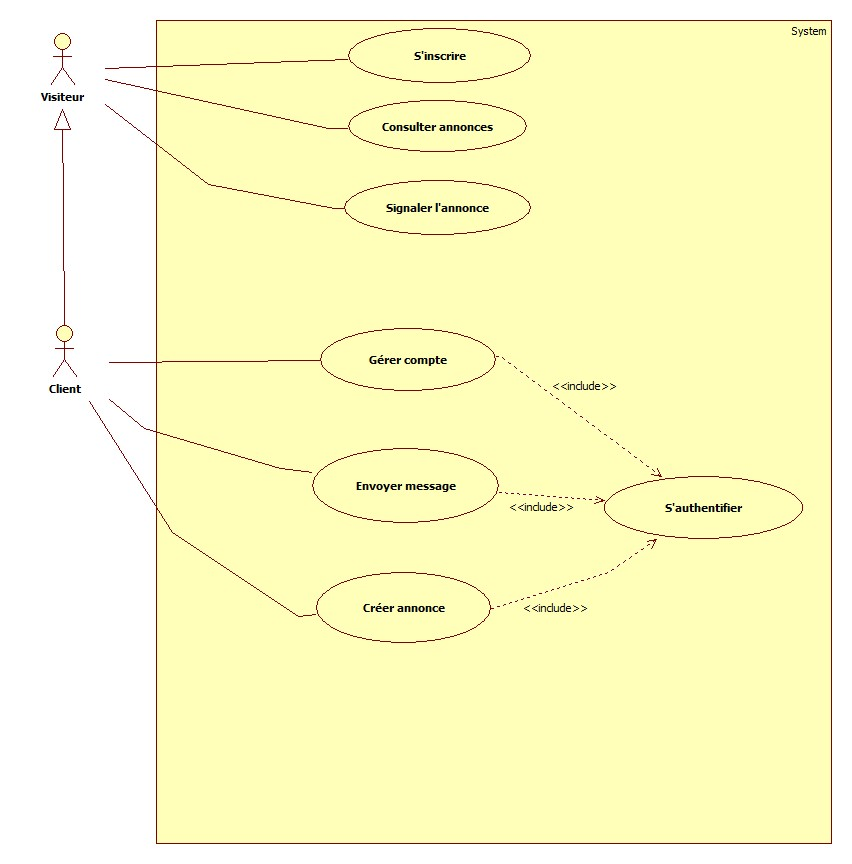 System
S'inscrire
Visiteur
Consulter annonces
Signaler l'annonce
Gérer compte
<<include>>
Client
Envoyer message
<<include>>
S'authentifier
Créer annonce
<<include>>